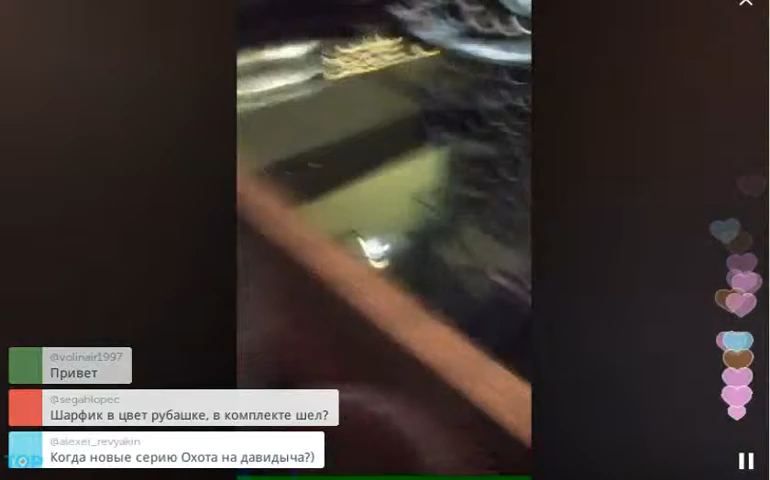 @volinair1997
Привет
@segahlopec
Шарфик в цвет рубашке, в комплекте шел?
@alexei_revyakin
Когда новые серию Охота на давидыча?)